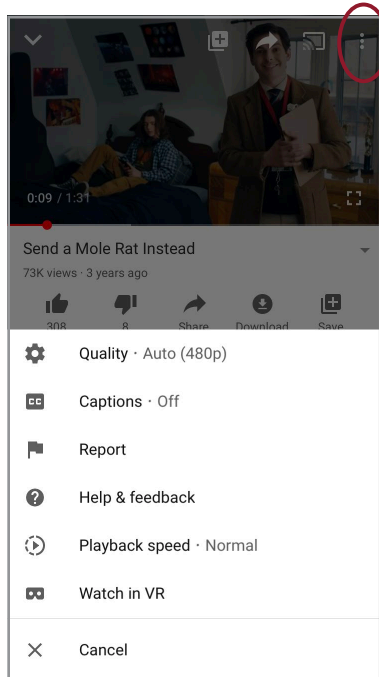 0:09 / 1:31
Send a Mole Rat Instead
73K views · 3 years ago
308 8 Share Download Save
Quality · Auto (480p)
CC Captions · Off
Report
? Help & feedback
Playback speed · Normal
Watch in VR
Cancel